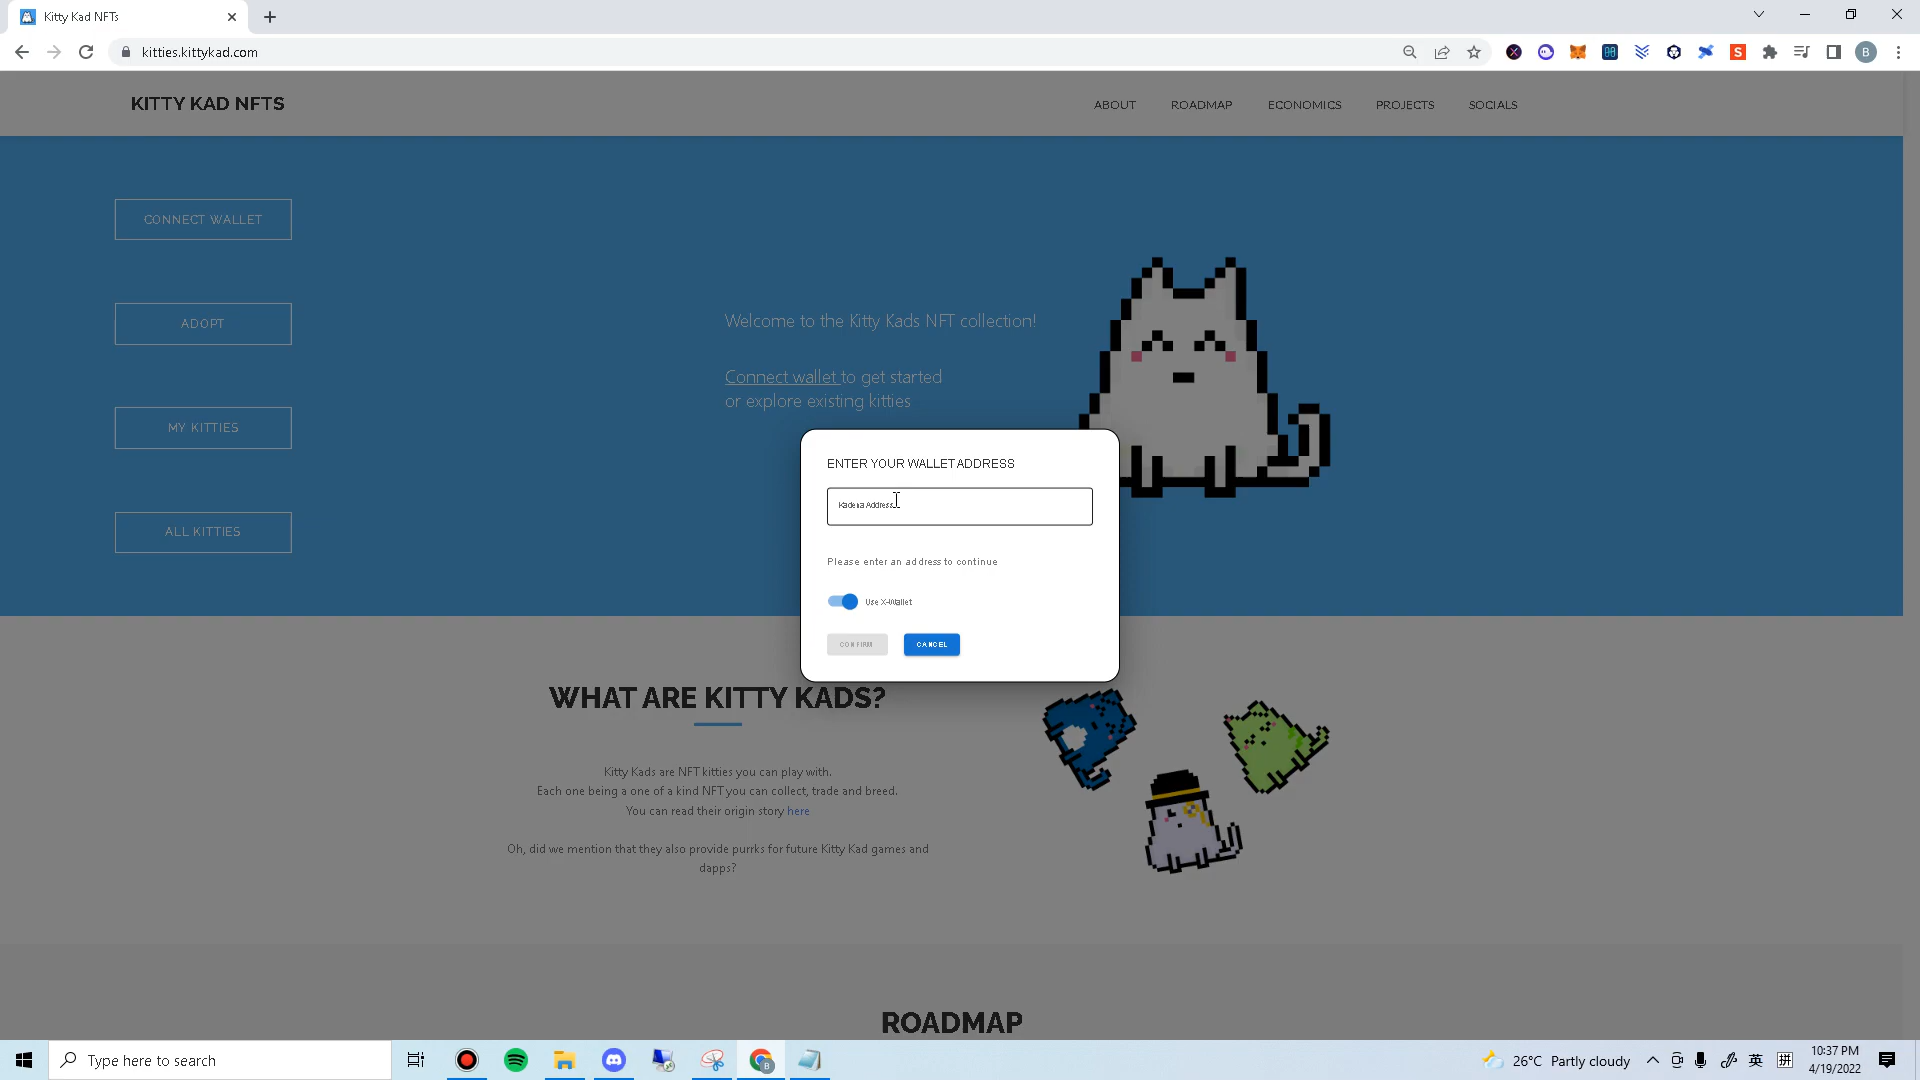 Kitty Kad NFTs
kitties.kittykad.com
B
KITTY KAD NFTS
ABOUT
ROADMAP
ECONOMICS
PROJECTS
SOCIALS
CONNECT WALLET
ADOPT
MY KITTIES
ALL KITTIES
Welcome to the Kitty Kads NFT collection!
Connect wallet to get started
or explore existing kitties
ENTER YOUR WALLET ADDRESS
Kadena Address
Please enter an address to continue
Use X-Wallet
CONFIRM
CANCEL
WHAT ARE KITTY KADS?
Kitty Kads are NFT kitties you can play with.
Each one being a one of a kind NFT you can collect, trade and breed.
You can read their origin story here
Oh, did we mention that they also provide purrks for future Kitty Kad games and
dapps?
ROADMAP
Type here to search
B
26°C Partly cloudy
英
拼
10:37 PM
4/19/2022